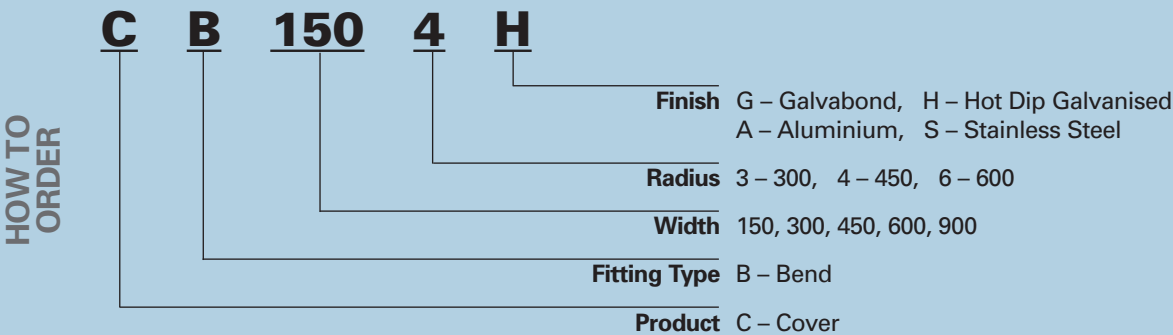 C B 150 4 H
HOW TO
ORDER
Finish G – Galvabond, H – Hot Dip Galvanised
A – Aluminium, S – Stainless Steel
Radius 3 – 300, 4 – 450, 6 – 600
Width 150, 300, 450, 600, 900
Fitting Type B – Bend
Product C – Cover